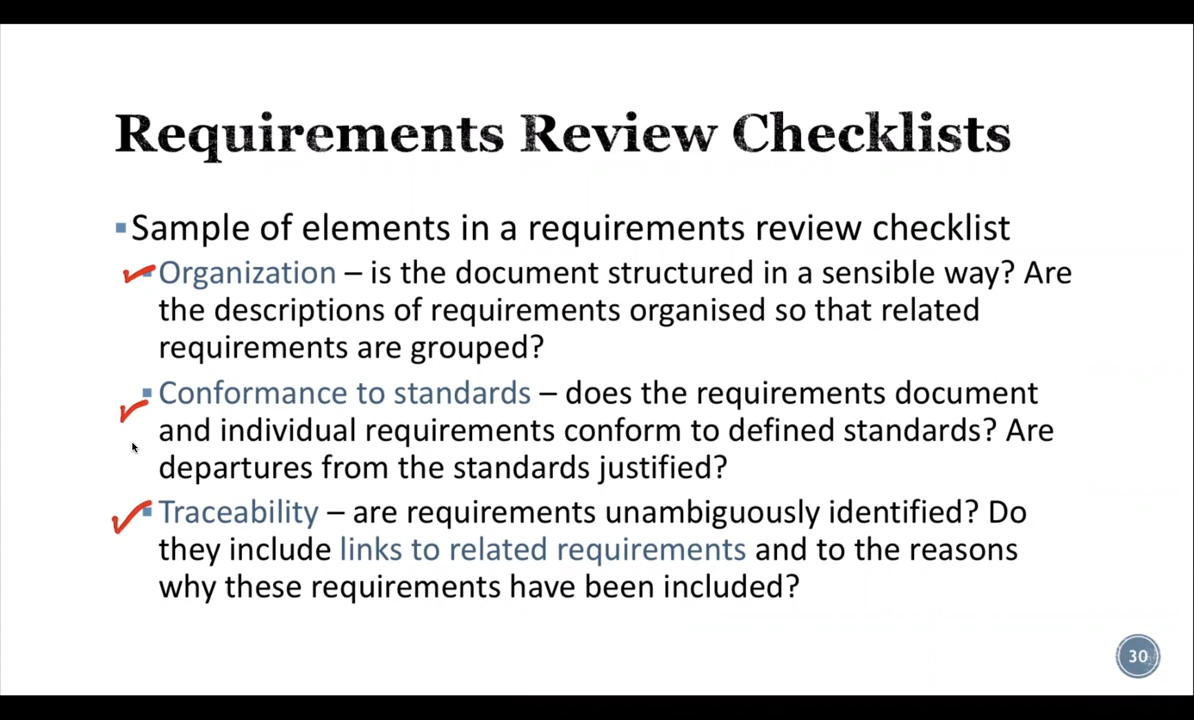 Requirements Review Checklists
Sample of elements in a requirements review checklist
Organization – is the document structured in a sensible way? Are
the descriptions of requirements organised so that related
requirements are grouped?
Conformance to standards – does the requirements document
and individual requirements conform to defined standards? Are
departures from the standards justified?
Traceability – are requirements unambiguously identified? Do
they include links to related requirements and to the reasons
why these requirements have been included?
30